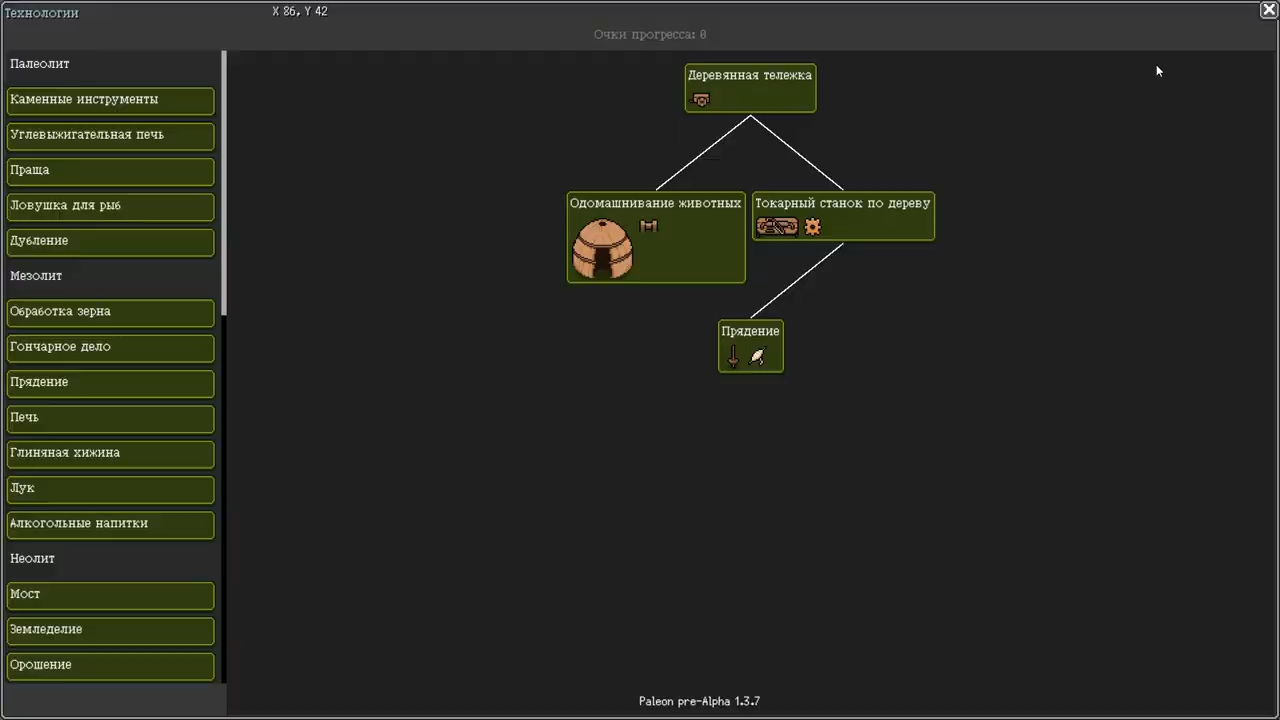 Технологии
X 86, Y 42
Очки прогресса: 0
Палеолит
Каменные инструменты
Углевыжигательная печь
Праща
Ловушка для рыб
Дубление
Мезолит
Обработка зерна
Гончарное дело
Прядение
Печь
Глиняная хижина
Лук
Алкогольные напитки
Неолит
Мост
Земледелие
Орошение
Деревянная тележка
Одомашнивание животных
Токарный станок по дереву
Прядение
Paleon pre-Alpha 1.3.7